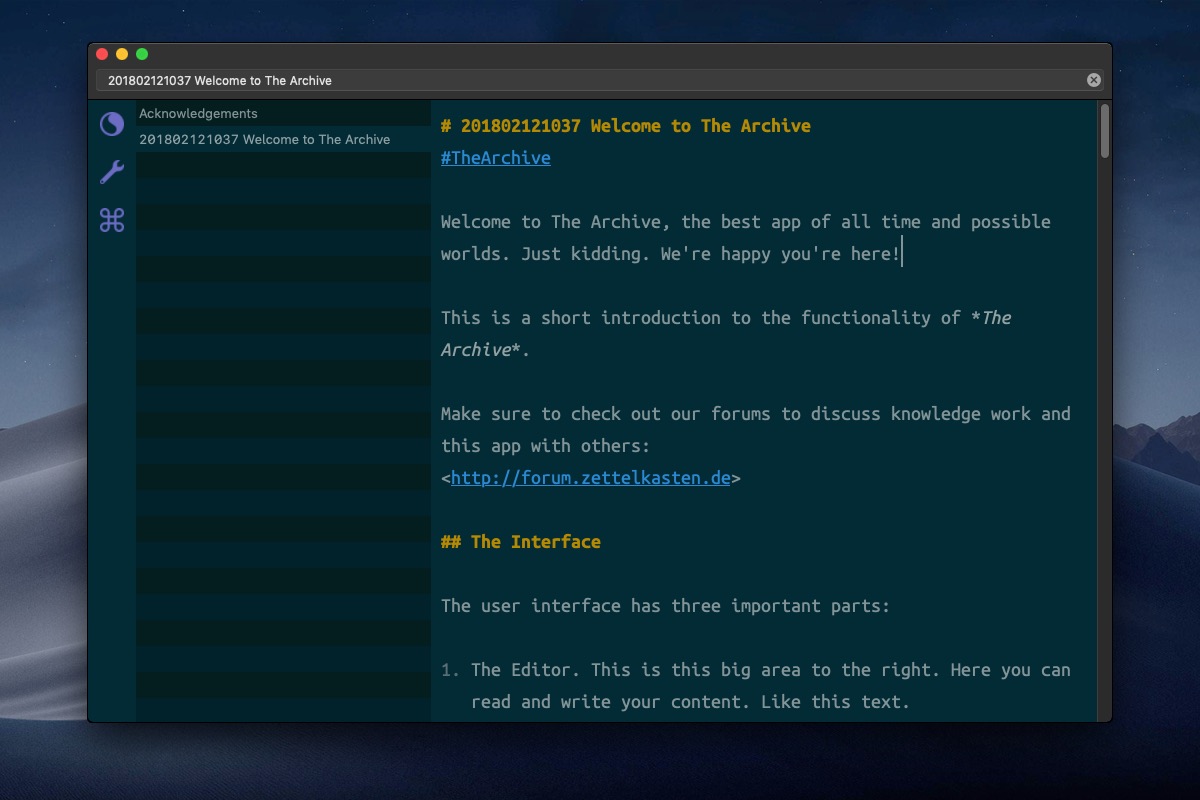 201802121037 Welcome to The Archive
Acknowledgements
201802121037 Welcome to The Archive
# 201802121037 Welcome to The Archive
#TheArchive
Welcome to The Archive, the best app of all time and possible
worlds. Just kidding. We're happy you're here!
This is a short introduction to the functionality of *The
Archive*.
Make sure to check out our forums to discuss knowledge work and
this app with others:
<http://forum.zettelkasten.de>
## The Interface
The user interface has three important parts:
1. The Editor. This is this big area to the right. Here you can
read and write your content. Like this text.